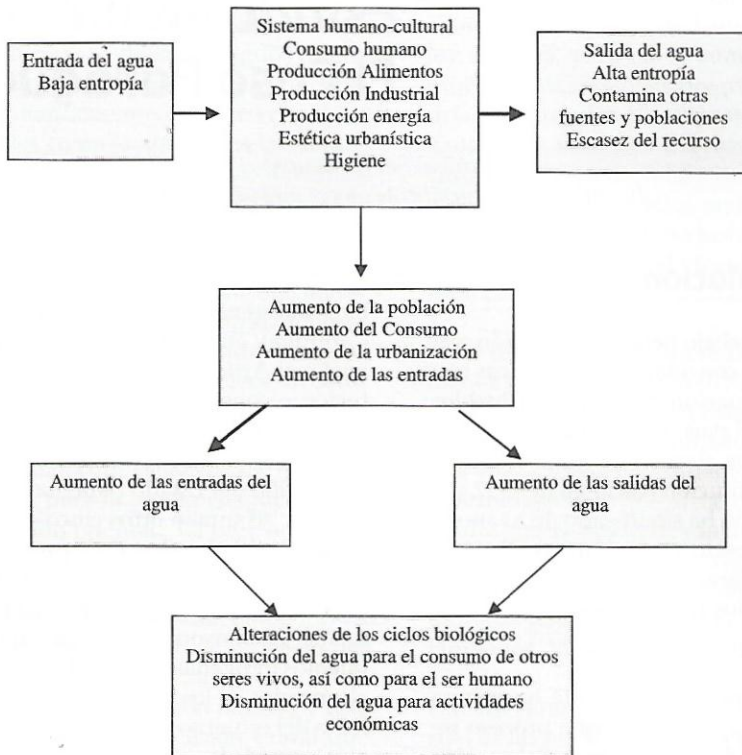 Entrada del agua
Baja entropía
Sistema humano-cultural
Consumo humano
Producción Alimentos
Producción Industrial
Producción energía
Estética urbanística
Higiene
Salida del agua
Alta entropía
Contamina otras
fuentes y poblaciones
Escasez del recurso
Aumento de la población
Aumento del Consumo
Aumento de la urbanización
Aumento de las entradas
Aumento de las entradas del
agua
Aumento de las salidas del
agua
Alteraciones de los ciclos biológicos
Disminución del agua para el consumo de otros
seres vivos, así como para el ser humano
Disminución del agua para actividades
económicas